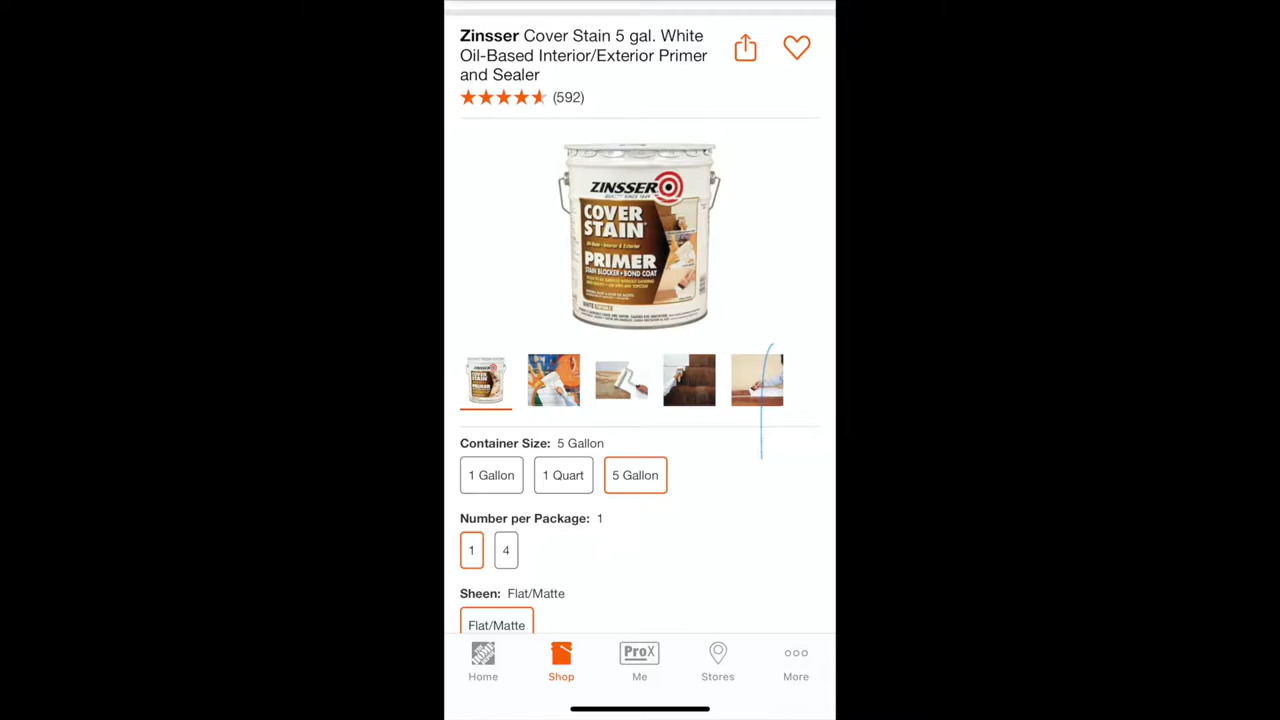 Zinsser Cover Stain 5 gal. White
Oil-Based Interior/Exterior Primer
and Sealer
(592)
ZINSSER
COVER
STAIN
PRIMER
STAIN BLOCKER • BOND COAT
Container Size: 5 Gallon
1 Gallon
1 Quart
5 Gallon
Number per Package: 1
1
4
Sheen: Flat/Matte
Flat/Matte
Home
Shop
ProX
Me
Stores
More